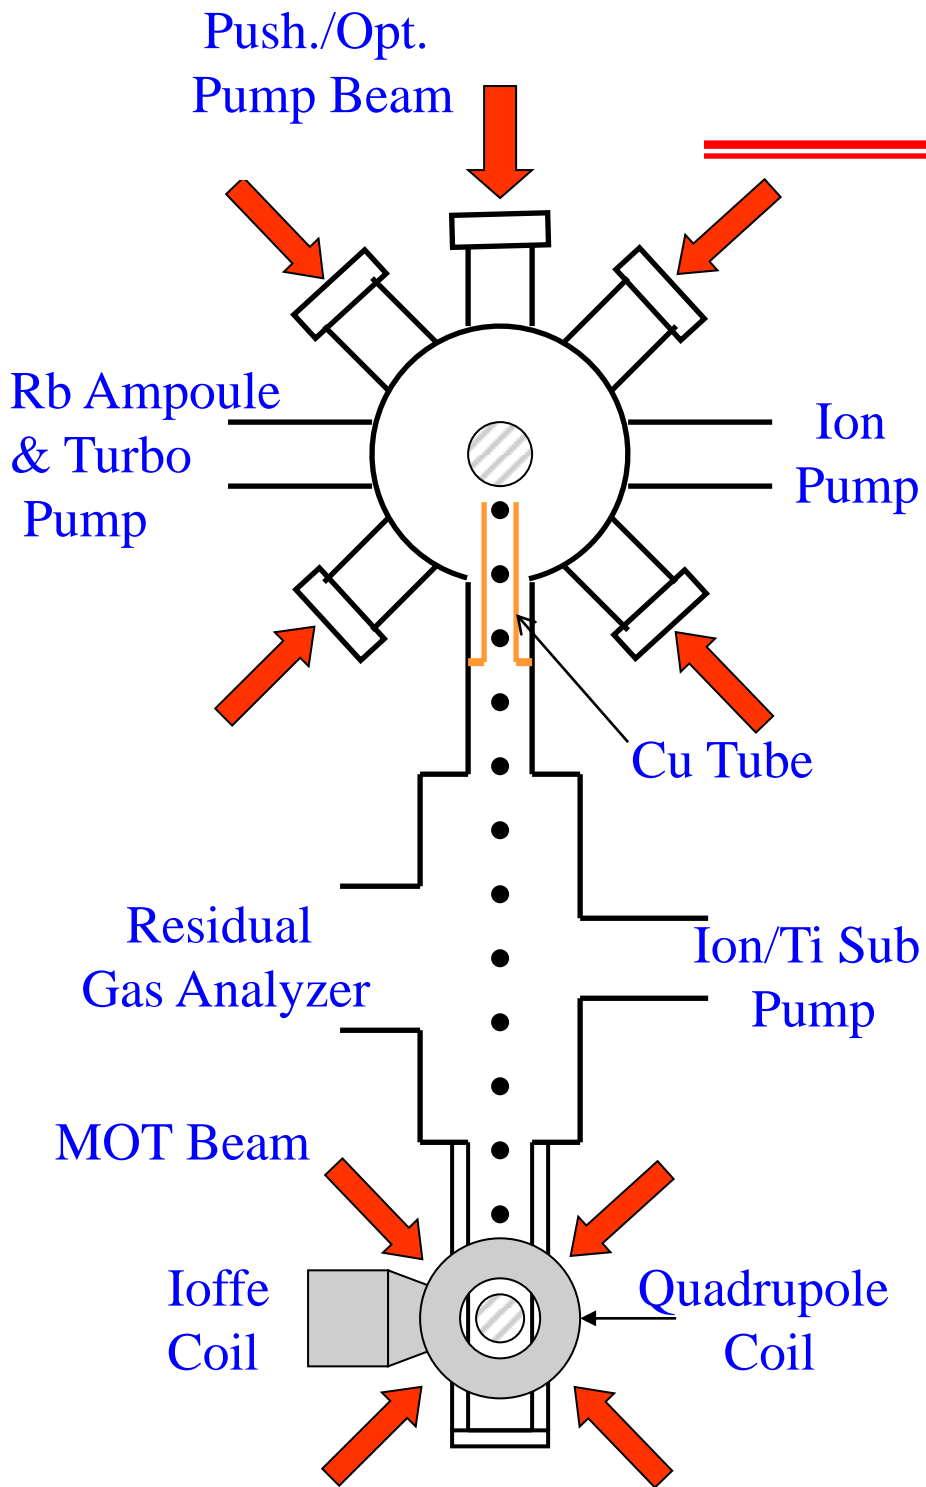 Push./Opt.
Pump Beam
Rb Ampoule
& Turbo
Pump
Ion
Pump
Cu Tube
Residual
Gas Analyzer
Ion/Ti Sub
Pump
MOT Beam
Ioffe
Coil
Quadrupole
Coil